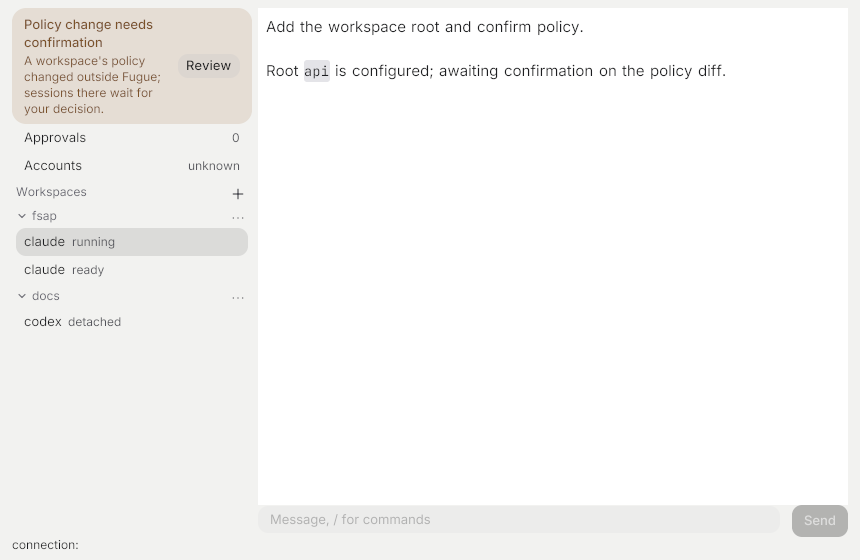 Policy change needs
confirmation
A workspace's policy
changed outside Fugue;
sessions there wait for
your decision.
Review
Approvals 0
Accounts unknown
Workspaces +
fsap ...
claude running
claude ready
docs ...
codex detached
connection:
Add the workspace root and confirm policy.
Root api is configured; awaiting confirmation on the policy diff.
Message, / for commands
Send